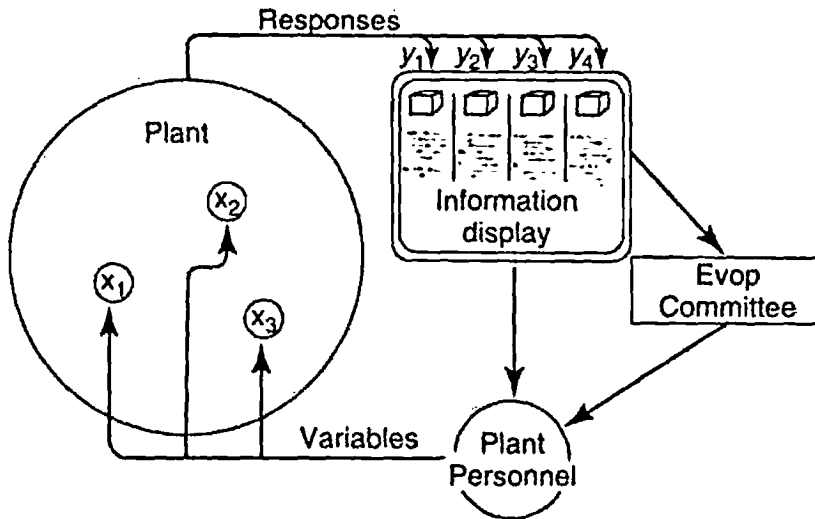 Responses
y₁ y₂ y₃ y₄
Plant
x₂
x₁
x₃
Information
display
Evop
Committee
Variables
Plant
Personnel